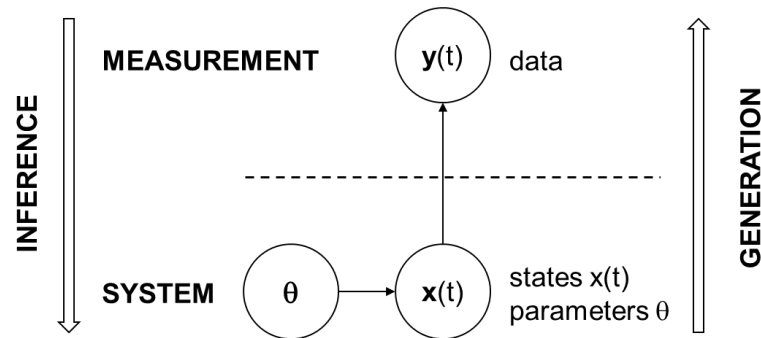 INFERENCE
MEASUREMENT
y(t)
data
GENERATION
SYSTEM
θ
x(t)
states x(t)
parameters θ